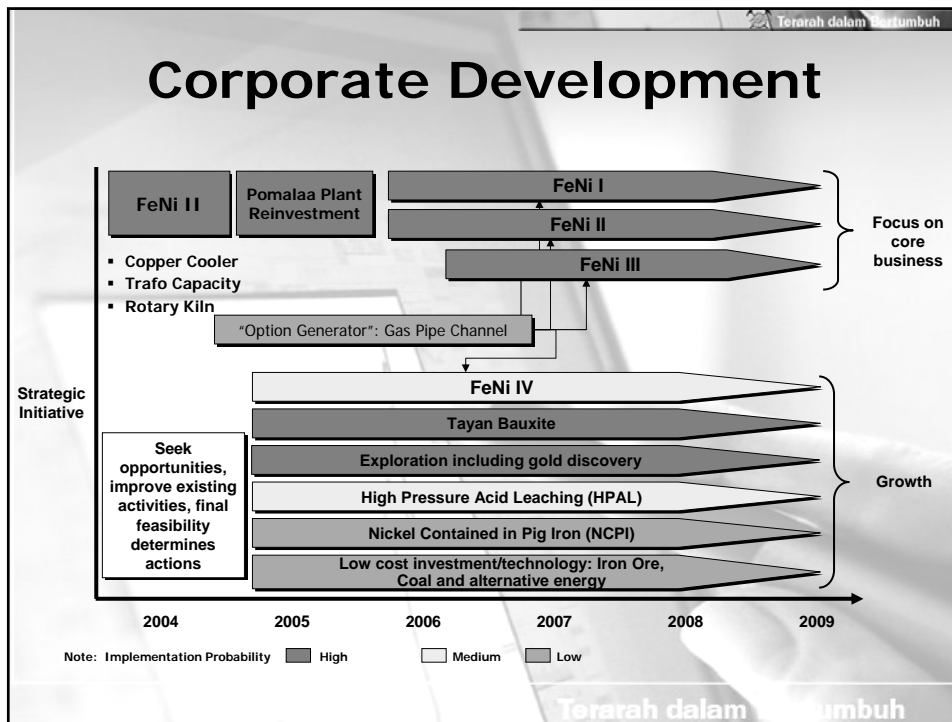 Terarah dalam Bertumbuh
Corporate Development
FeNi II
Pomalaa Plant
Reinvestment
FeNi I
FeNi II
FeNi III
Focus on
core
business
▪ Copper Cooler
▪ Trafo Capacity
▪ Rotary Kiln
“Option Generator”: Gas Pipe Channel
Strategic
Initiative
FeNi IV
Tayan Bauxite
Exploration including gold discovery
High Pressure Acid Leaching (HPAL)
Nickel Contained in Pig Iron (NCPI)
Low cost investment/technology: Iron Ore,
Coal and alternative energy
Seek
opportunities,
improve existing
activities, final
feasibility
determines
actions
Growth
2004 2005 2006 2007 2008 2009
Note: Implementation Probability High Medium Low
Terarah dalam Bertumbuh